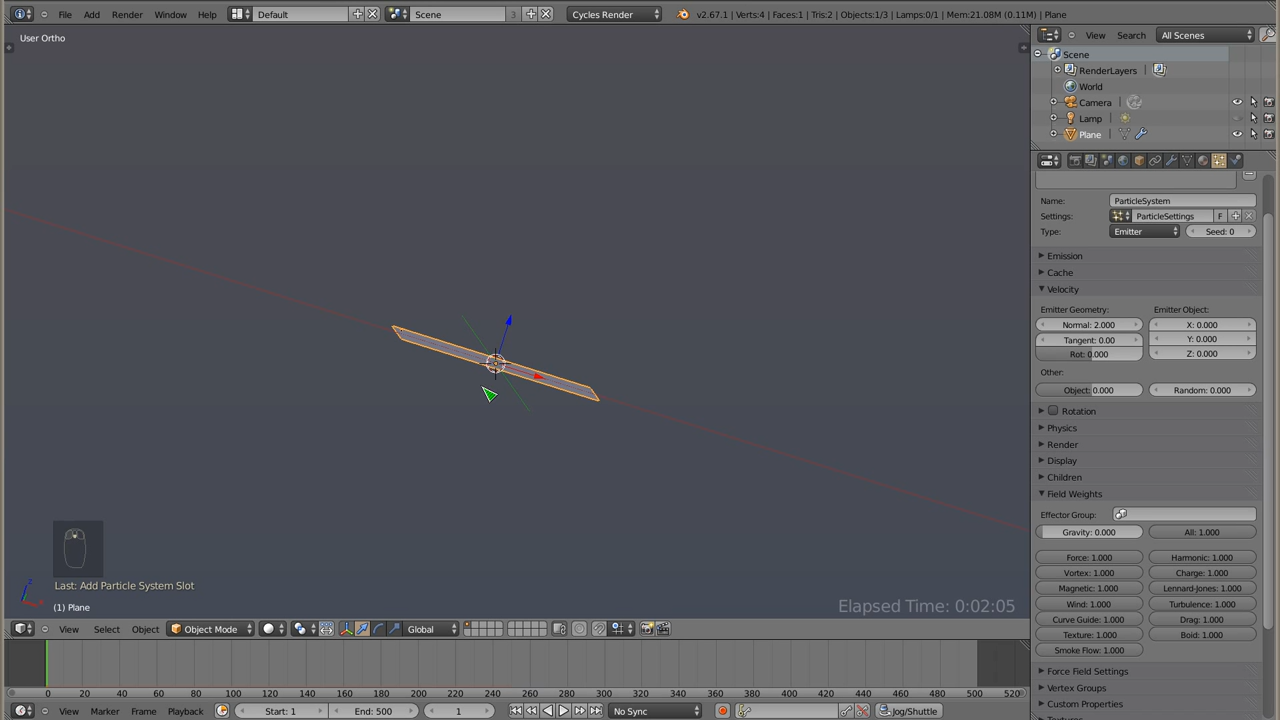 File Add Render Window Help Default Scene 3 Cycles Render v2.67.1 | Verts:4 | Faces:1 | Tris:2 | Objects:1/3 | Lamps:0/1 | Mem:21.08M (0.11M) | Plane
View Search All Scenes
User Ortho
Scene
RenderLayers
World
Camera
Lamp
Plane
Name: ParticleSystem
Settings: ParticleSettings F
Type: Emitter Seed: 0
Emission
Cache
Velocity
Emitter Geometry: Emitter Object:
Normal: 2.000 X: 0.000
Tangent: 0.00 Y: 0.000
Rot: 0.000 Z: 0.000
Other:
Object: 0.000 Random: 0.000
Rotation
Physics
Render
Display
Children
Field Weights
Effector Group:
Gravity: 0.000 All: 1.000
Force: 1.000 Harmonic: 1.000
Vortex: 1.000 Charge: 1.000
Magnetic: 1.000 Lennard-Jones: 1.000
Wind: 1.000 Turbulence: 1.000
Curve Guide: 1.000 Drag: 1.000
Texture: 1.000 Boid: 1.000
Smoke Flow: 1.000
Force Field Settings
Vertex Groups
Custom Properties
Last: Add Particle System Slot
(1) Plane
Elapsed Time: 0:02:05
View Select Object Object Mode Global
0 20 40 60 80 100 120 140 160 180 200 220 240 260 280 300 320 340 360 380 400 420 440 460 480 500 520
View Marker Frame Playback Start: 1 End: 500 1 No Sync Jog/Shuttle